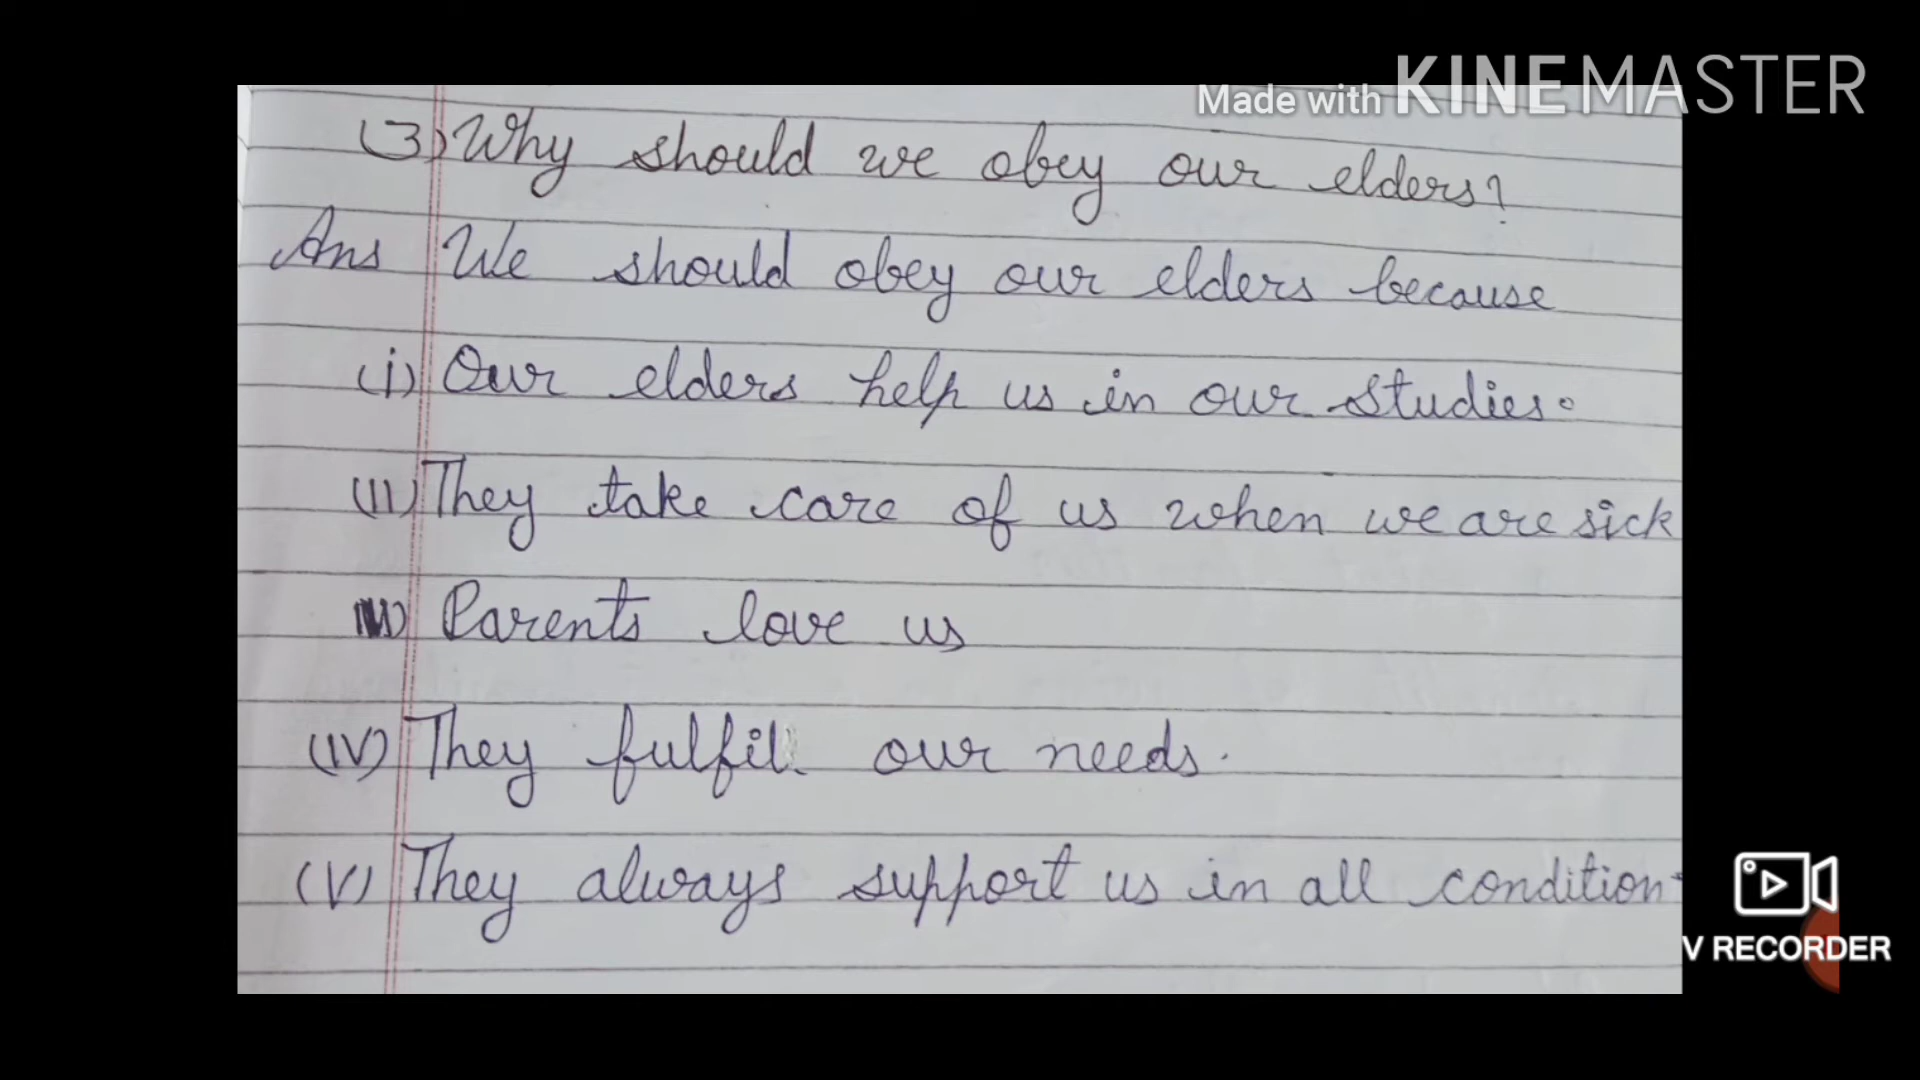 Made with KINEMASTER
(3) Why should we obey our elders?
Ans We should obey our elders because
(i) Our elders help us in our studies.
(II) They take care of us when we are sick
(III) Parents love us
(IV) They fulfil our needs.
(V) They always support us in all condition
V RECORDER